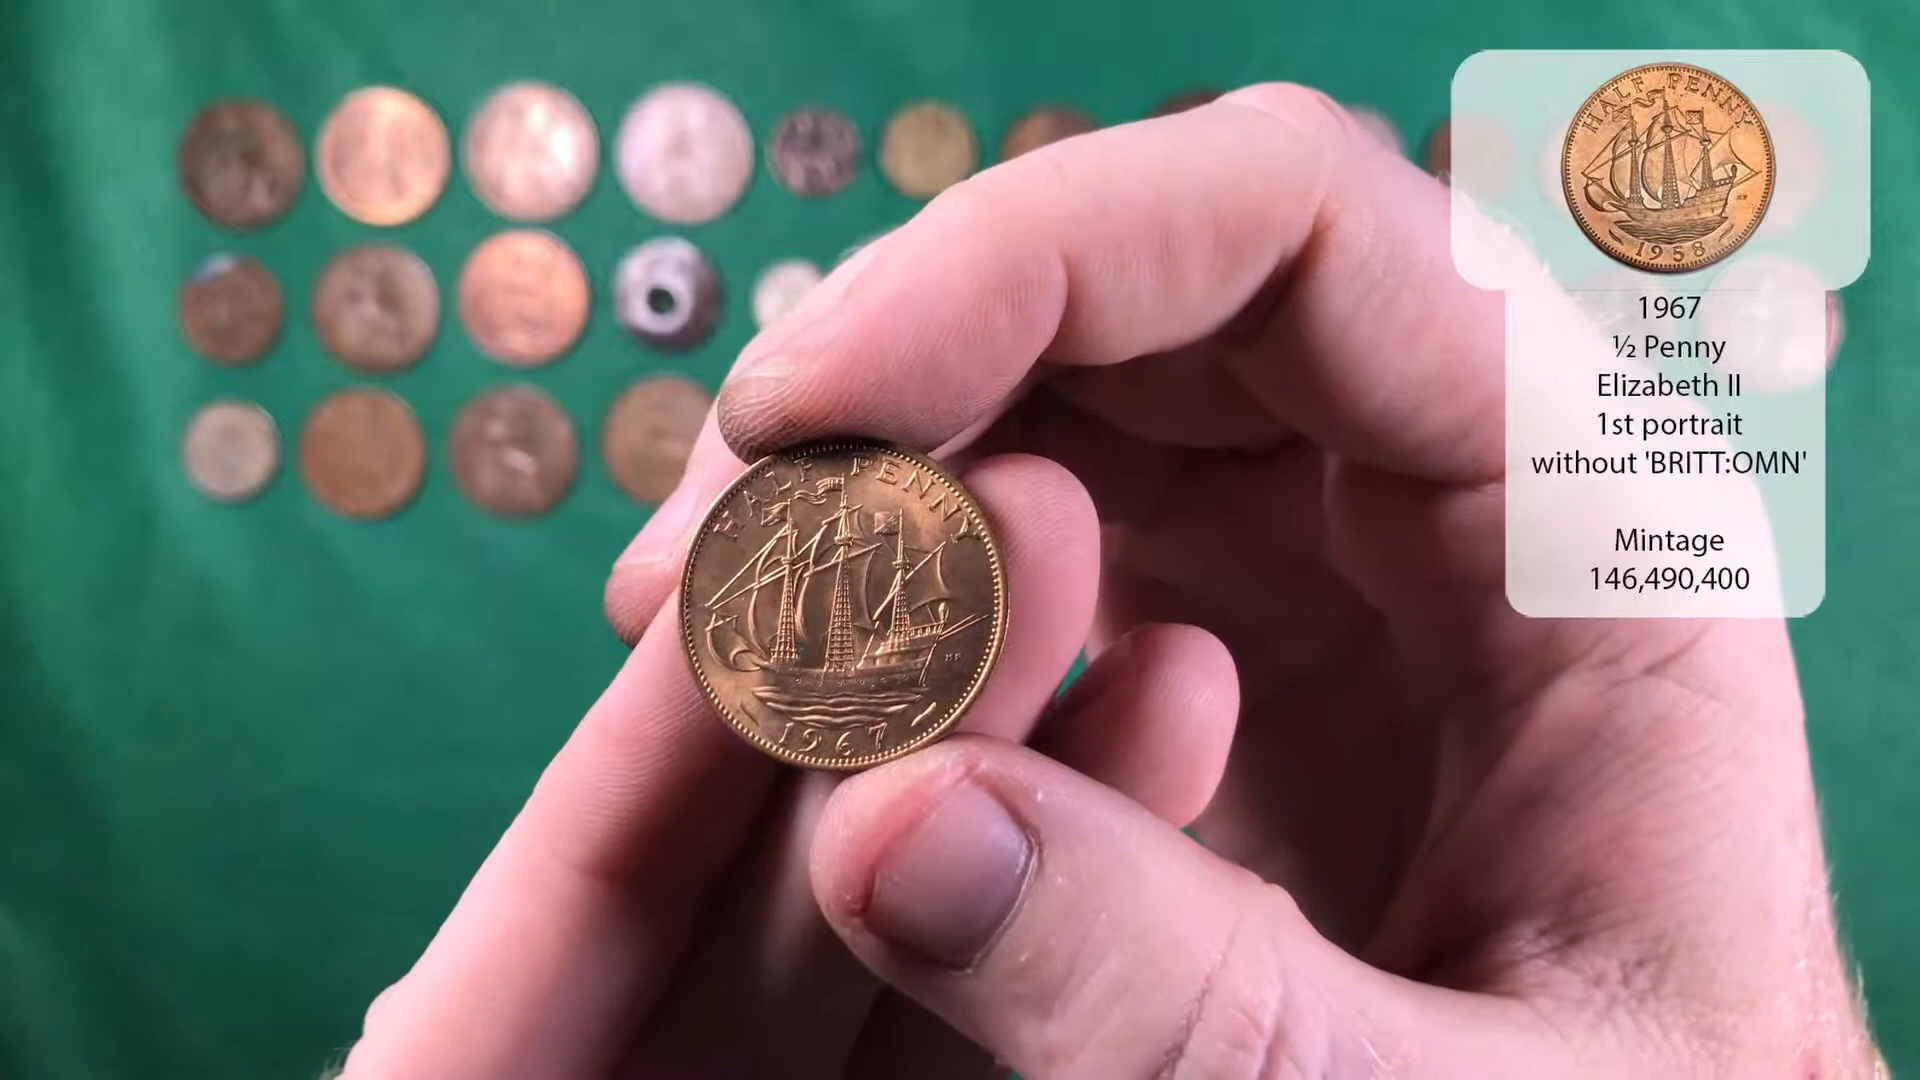 HALF PENNY
1958
1967
½ Penny
Elizabeth II
1st portrait
without 'BRITT:OMN'
Mintage
146,490,400
HALF PENNY
HP
1967